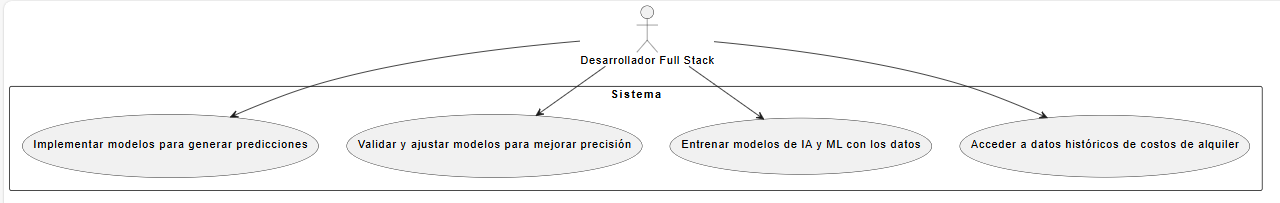 Desarrollador Full Stack
Sistema
Implementar modelos para generar predicciones
Validar y ajustar modelos para mejorar precisión
Entrenar modelos de IA y ML con los datos
Acceder a datos históricos de costos de alquiler